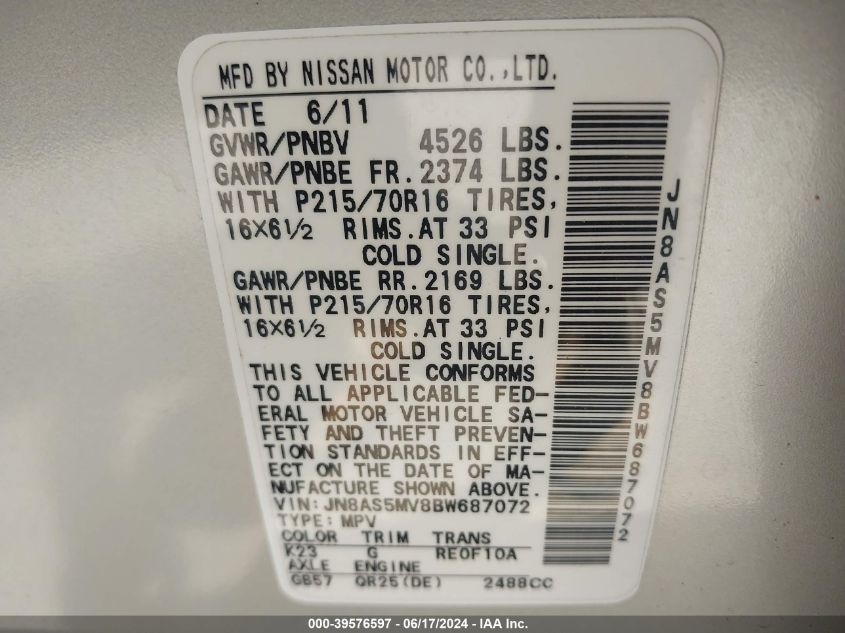 MFD BY NISSAN MOTOR CO.,LTD.
DATE 6/11
GVWR/PNBV 4526 LBS.
GAWR/PNBE FR.2374 LBS.
WITH P215/70R16 TIRES,
16X6½ RIMS.AT 33 PSI
COLD SINGLE.
GAWR/PNBE RR.2169 LBS.
WITH P215/70R16 TIRES,
16X6½ RIMS.AT 33 PSI
COLD SINGLE.
THIS VEHICLE CONFORMS
TO ALL APPLICABLE FED-
ERAL MOTOR VEHICLE SA-
FETY AND THEFT PREVEN-
TION STANDARDS IN EFF-
ECT ON THE DATE OF MA-
NUFACTURE SHOWN ABOVE.
VIN:JN8AS5MV8BW687072
TYPE:MPV
COLOR TRIM TRANS
K23 G RE0F10A
AXLE ENGINE
GB57 QR25(DE) 2488CC
JN8AS5MV8BW687072
000-39576597 - 06/17/2024 - IAA Inc.